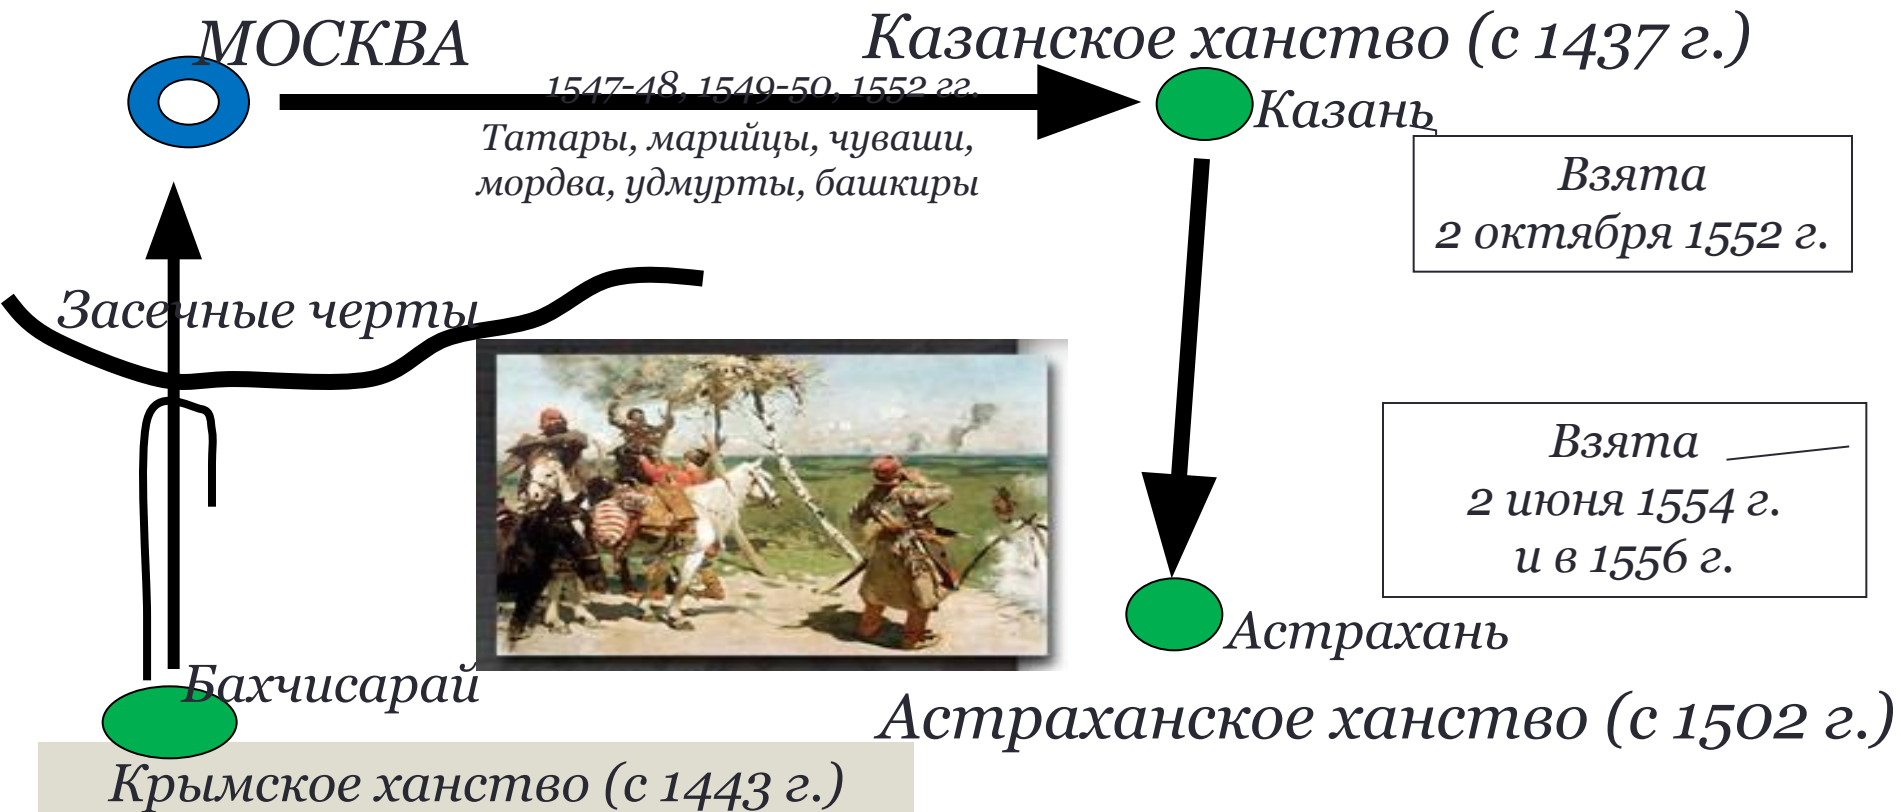 МОСКВА
Казанское ханство (с 1437 г.)
1547-48, 1549-50, 1552 гг.
Казань
Татары, марийцы, чуваши,
мордва, удмурты, башкиры
Взята
2 октября 1552 г.
Засечные черты
Взята
2 июня 1554 г.
и в 1556 г.
Астрахань
Бахчисарай
Астраханское ханство (с 1502 г.)
Крымское ханство (с 1443 г.)